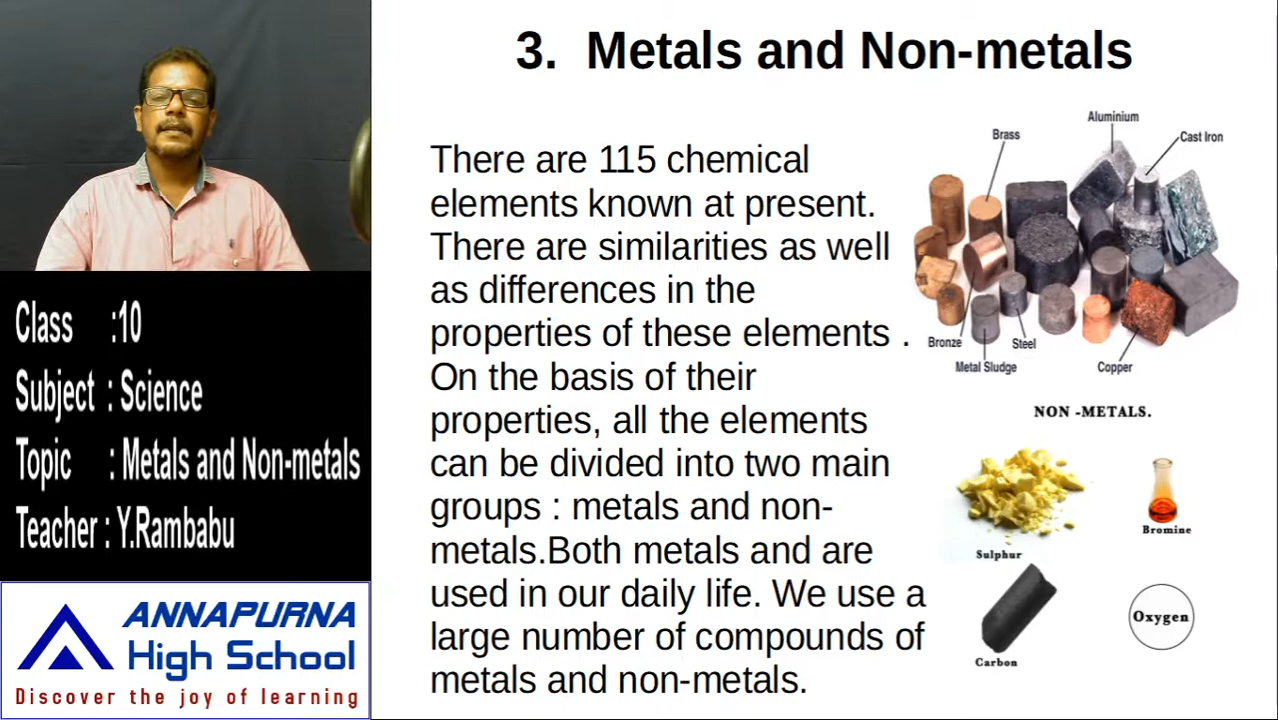 3. Metals and Non-metals
There are 115 chemical
elements known at present.
There are similarities as well
as differences in the
properties of these elements .
On the basis of their
properties, all the elements
can be divided into two main
groups : metals and non-
metals.Both metals and are
used in our daily life. We use a
large number of compounds of
metals and non-metals.
Brass
Aluminium
Cast Iron
Bronze
Steel
Metal Sludge
Copper
NON -METALS.
Sulphur
Bromine
Carbon
Oxygen
Class :10
Subject : Science
Topic : Metals and Non-metals
Teacher : Y.Rambabu
ANNAPURNA
High School
Discover the joy of learning